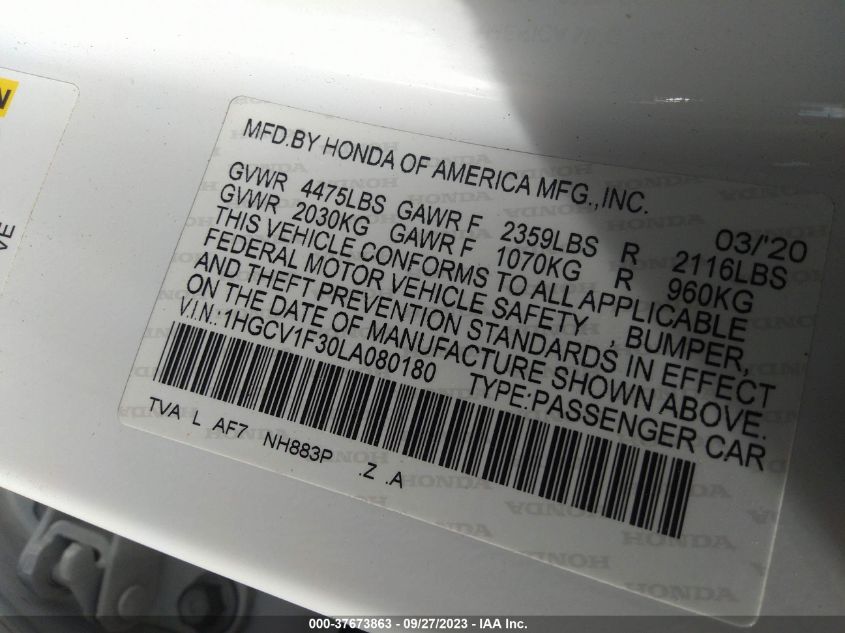 MFD.BY HONDA OF AMERICA MFG.,INC.
03/'20
GVWR 4475LBS GAWR F 2359LBS R 2116LBS
GVWR 2030KG GAWR F 1070KG R 960KG
THIS VEHICLE CONFORMS TO ALL APPLICABLE
FEDERAL MOTOR VEHICLE SAFETY , BUMPER,
AND THEFT PREVENTION STANDARDS IN EFFECT
ON THE DATE OF MANUFACTURE SHOWN ABOVE.
V.I.N.:1HGCV1F30LA080180 TYPE:PASSENGER CAR
TVA L AF7 NH883P .Z .A
000-37673863 - 09/27/2023 - IAA Inc.